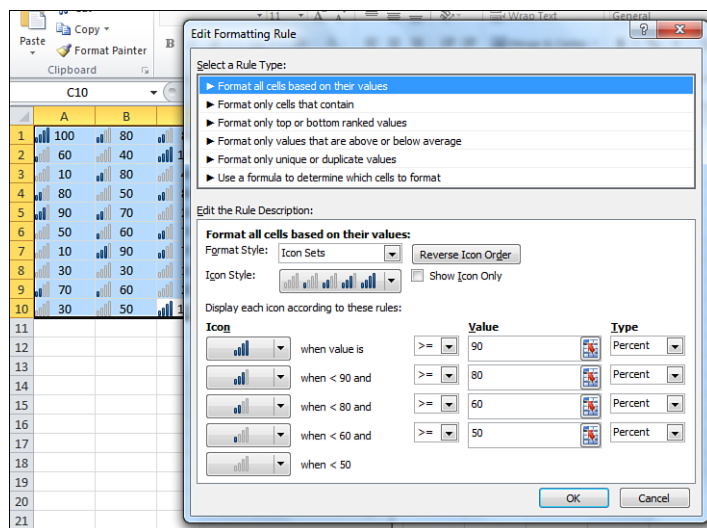 11
Wrap Text
General
Copy
Paste
Format Painter
B
Clipboard
C10
A B
1 100 80
2 60 40 1
3 10 80
4 80 50
5 90 70
6 50 60
7 10 90
8 30 30
9 70 60
10 30 50 1
11
12
13
14
15
16
17
18
19
20
21
Edit Formatting Rule
Select a Rule Type:
► Format all cells based on their values
► Format only cells that contain
► Format only top or bottom ranked values
► Format only values that are above or below average
► Format only unique or duplicate values
► Use a formula to determine which cells to format
Edit the Rule Description:
Format all cells based on their values:
Format Style: Icon Sets Reverse Icon Order
Icon Style: Show Icon Only
Display each icon according to these rules:
Icon Value Type
when value is >= 90 Percent
when < 90 and >= 80 Percent
when < 80 and >= 60 Percent
when < 60 and >= 50 Percent
when < 50
OK Cancel